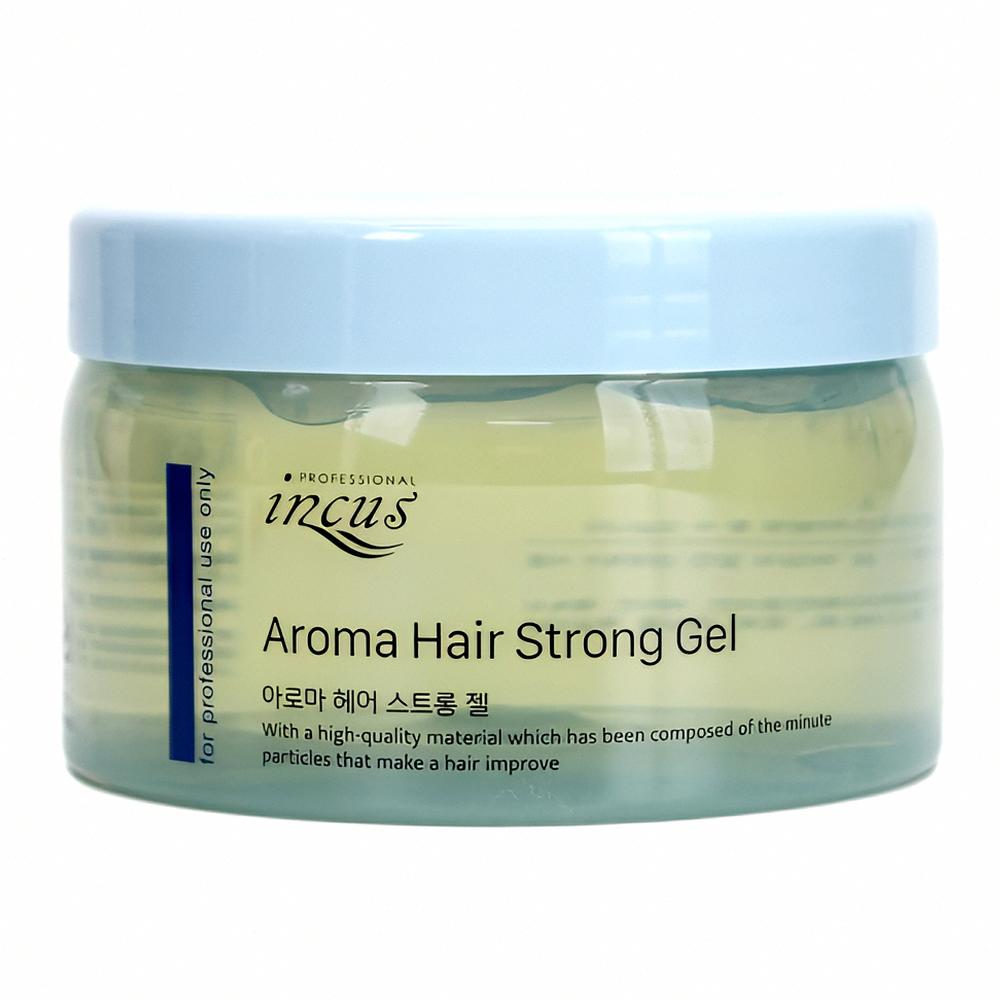 PROFESSIONAL
incus
Aroma Hair Strong Gel
아로마 헤어 스트롱 젤
With a high-quality material which has been composed of the minute
particles that make a hair improve
for professional use only